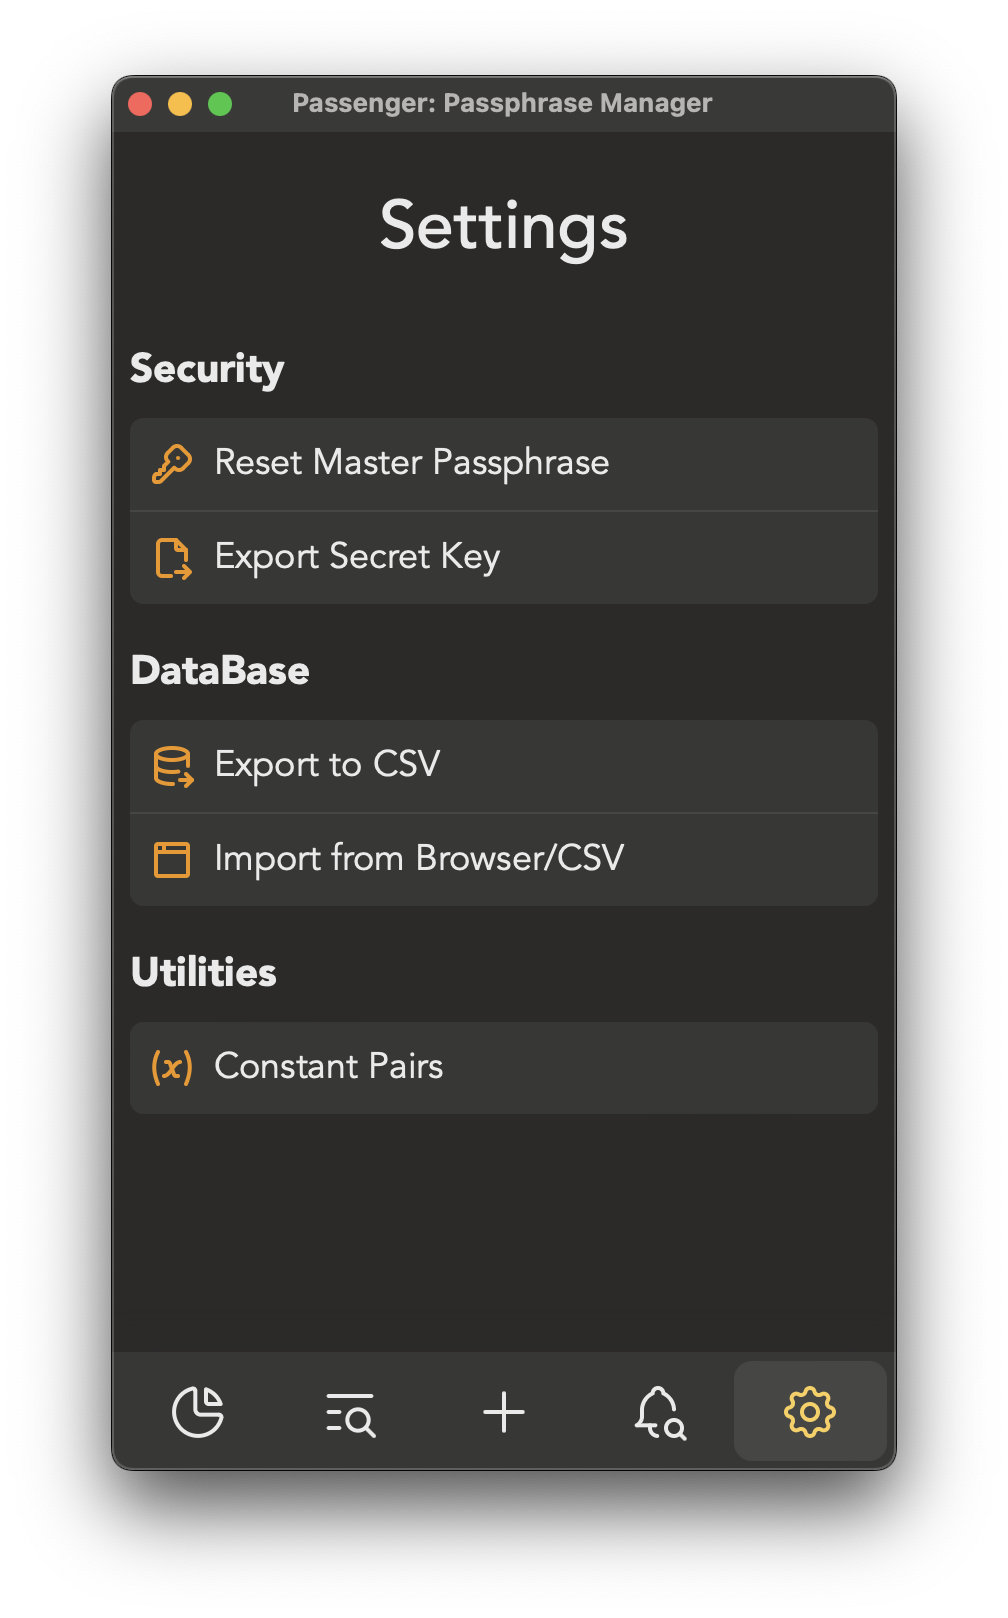 Passenger: Passphrase Manager
Settings
Security
Reset Master Passphrase
Export Secret Key
DataBase
Export to CSV
Import from Browser/CSV
Utilities
(x) Constant Pairs